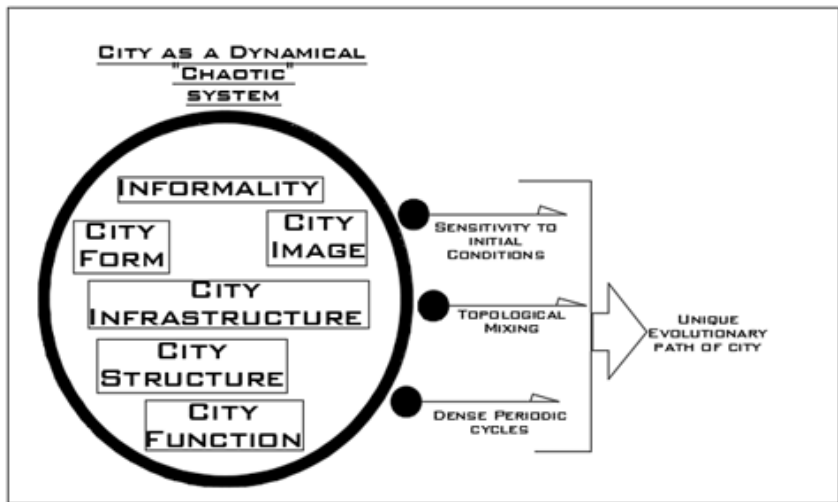 City as a Dynamical
"Chaotic"
system
Informality
City
Form
City
Image
City
Infrastructure
City
Structure
City
Function
Sensitivity to
initial
Conditions
Topological
Mixing
Dense Periodic
cycles
Unique
Evolutionary
path of city